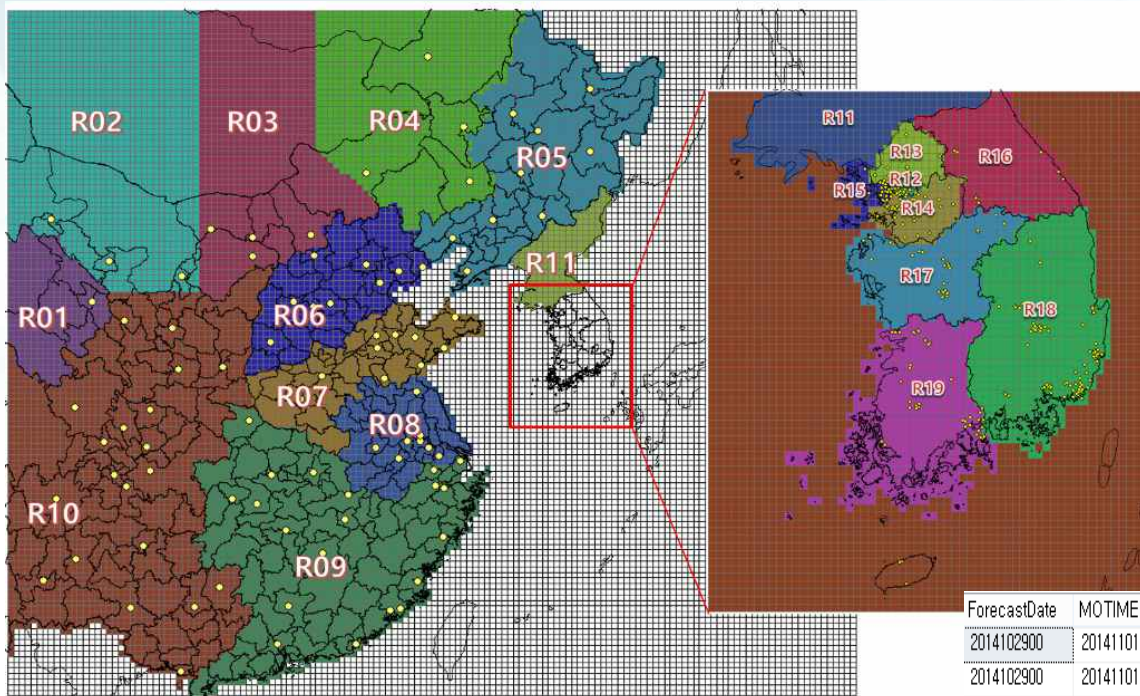 R02
R03
R04
R05
R11
R01
R06
R07
R08
R10
R09
R11
R13
R16
R15
R12
R14
R17
R18
R19
ForecastDate MOTIME
2014102900 20141101
2014102900 20141101